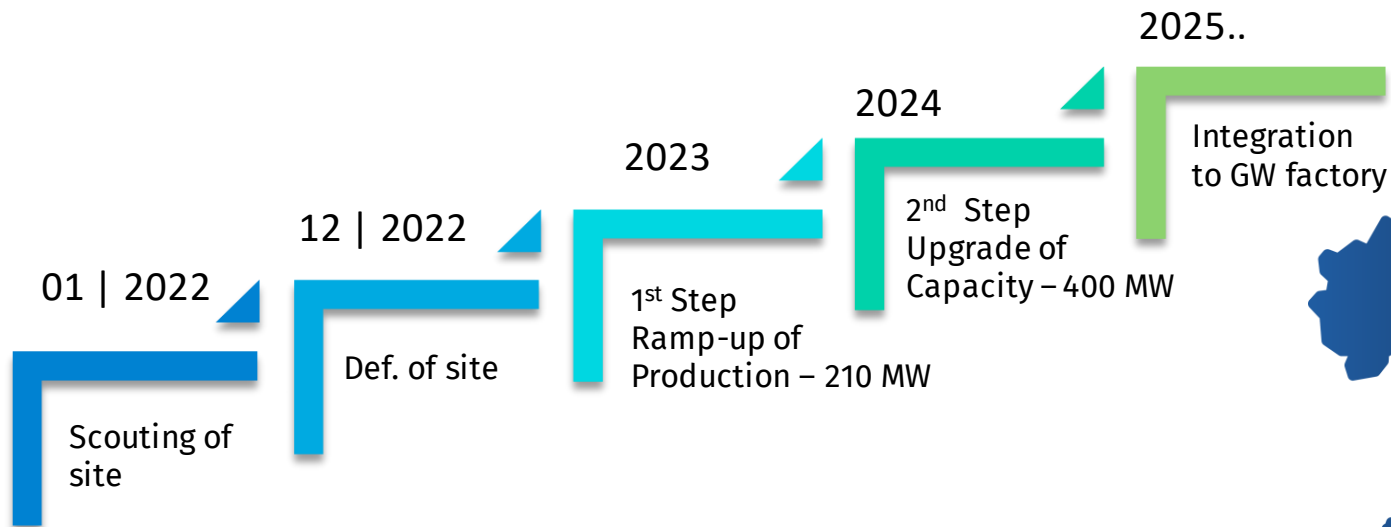 01 | 2022
Scouting of
site
12 | 2022
Def. of site
2023
1st Step
Ramp-up of
Production – 210 MW
2024
2nd Step
Upgrade of
Capacity – 400 MW
2025..
Integration
to GW factory